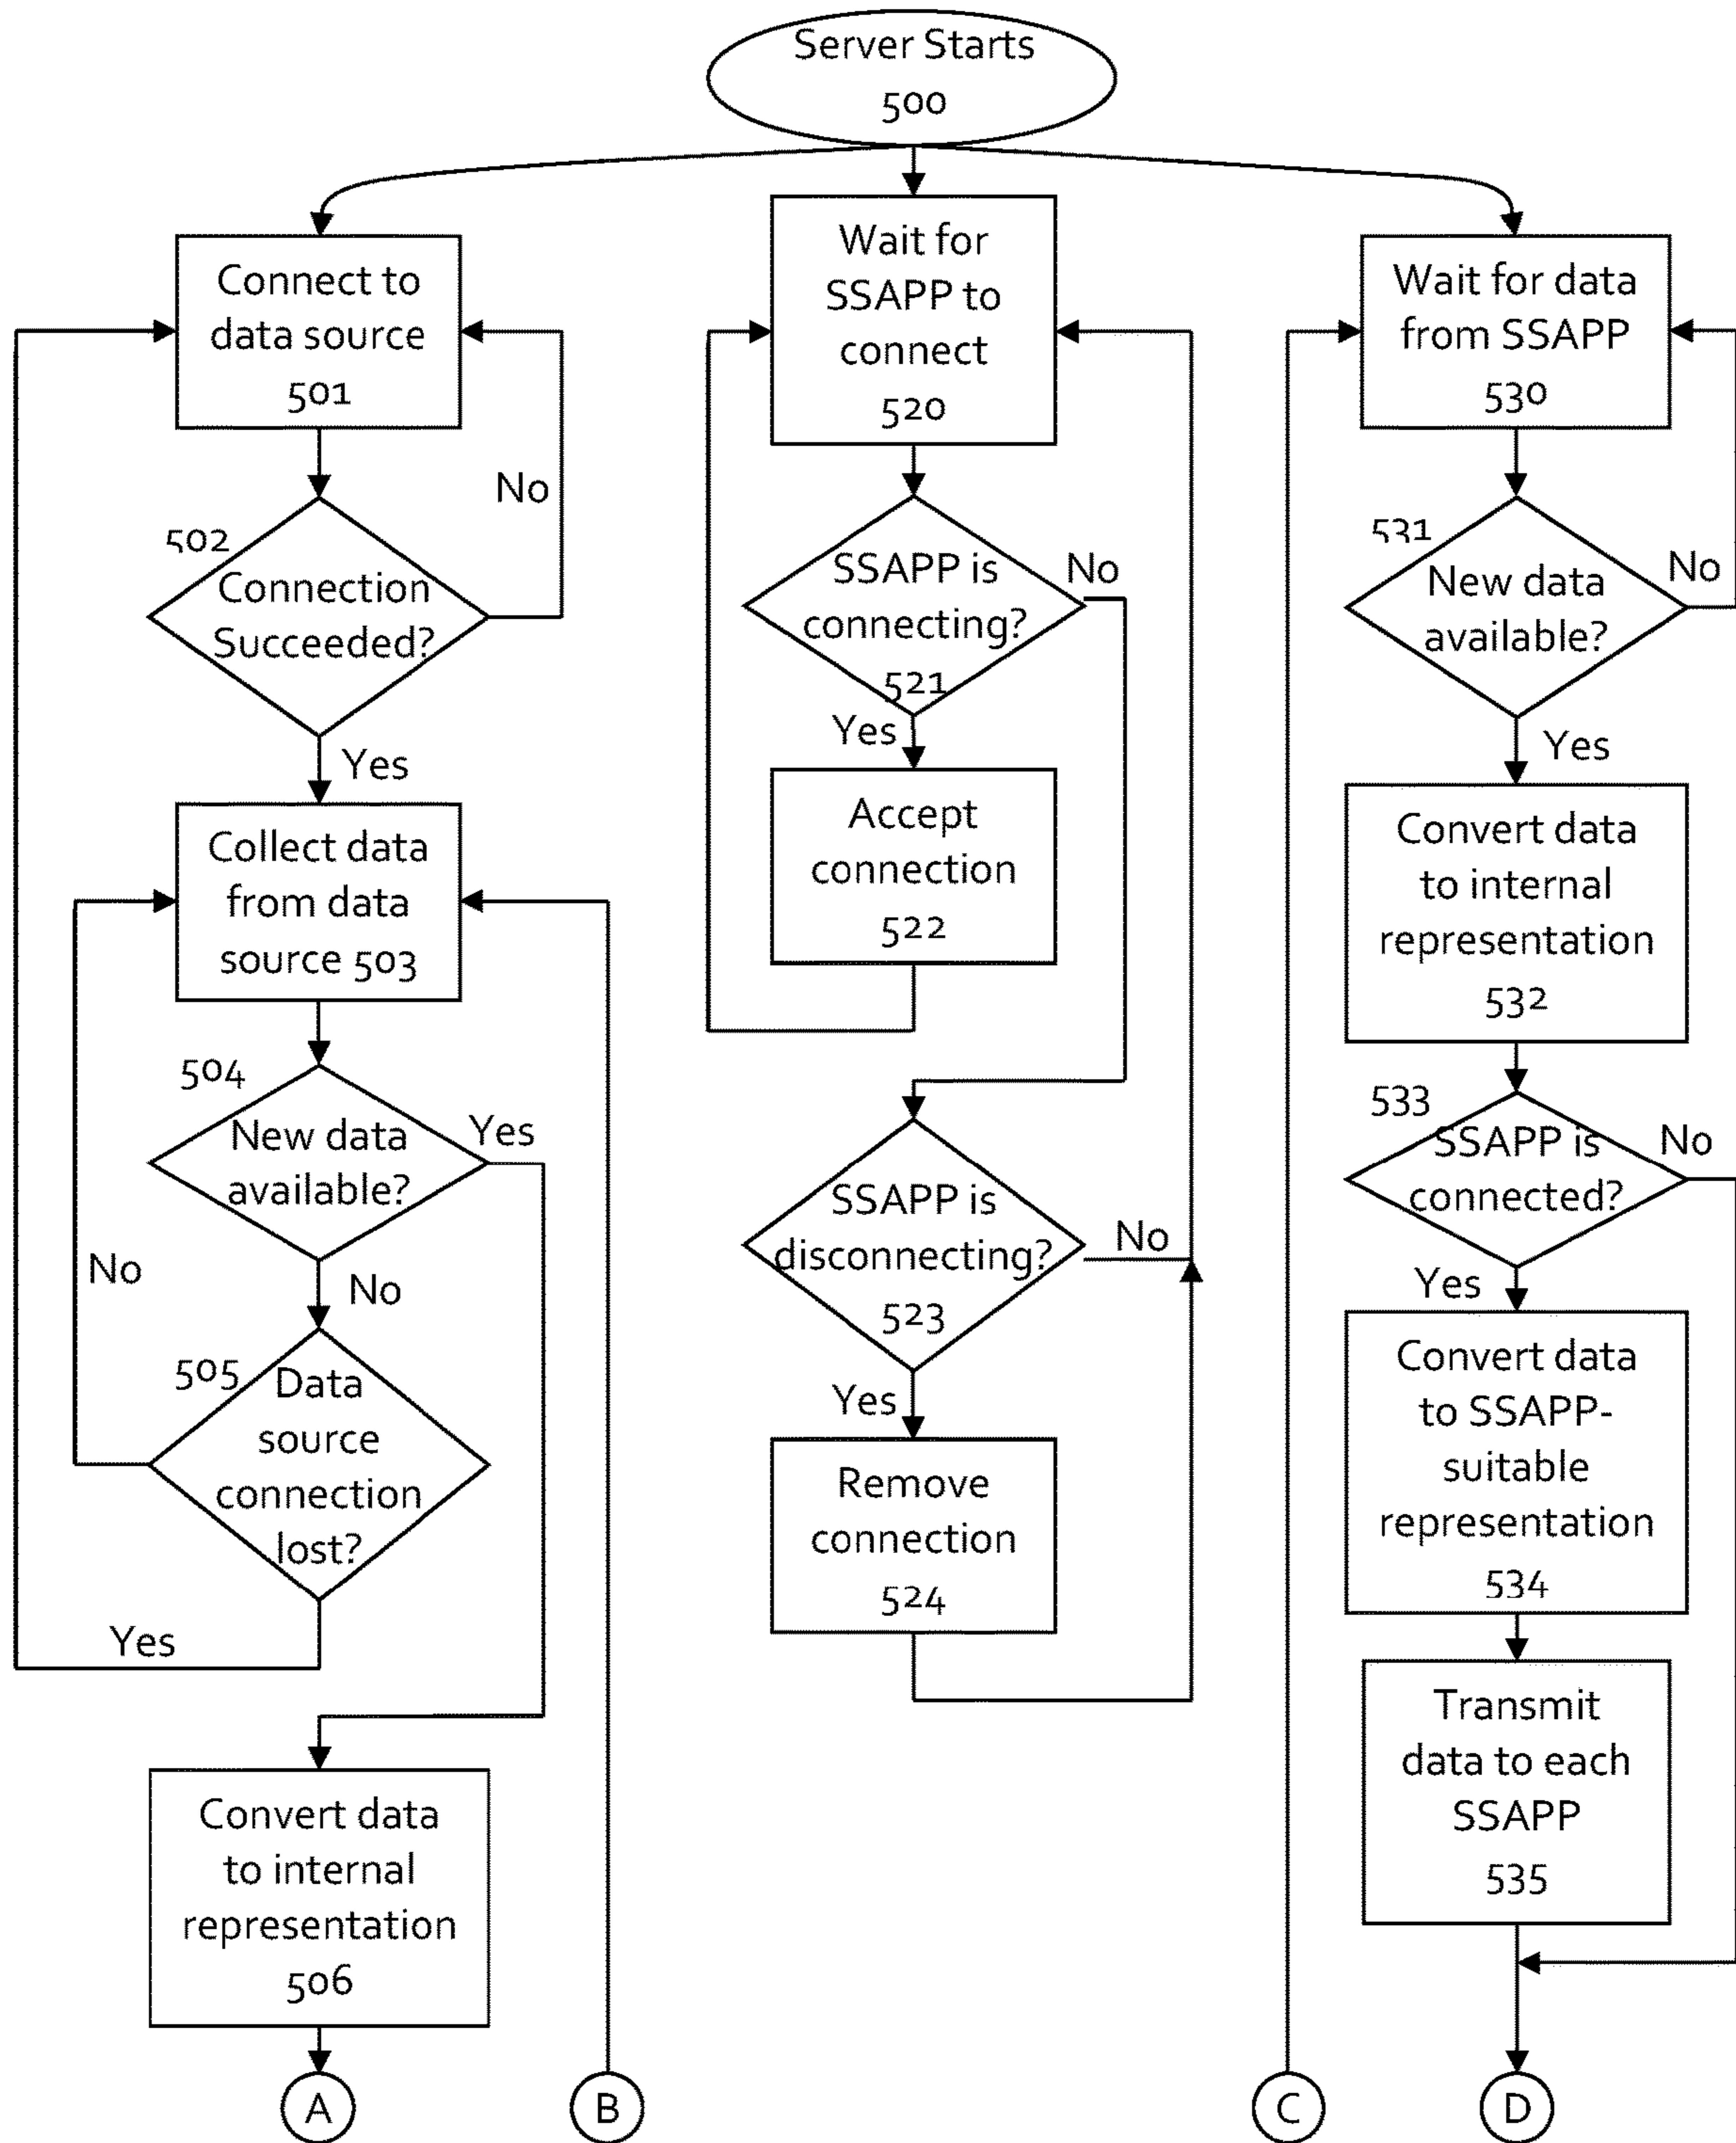 Server Starts
500
Connect to
data source
501
502
Connection
Succeeded?
No
Yes
Collect data
from data
source 503
504
New data
available?
Yes
No
No
505
Data
source
connection
lost?
Yes
Convert data
to internal
representation
506
A
B
Wait for
SSAPP to
connect
520
SSAPP is
connecting?
521
No
Yes
Accept
connection
522
SSAPP is
disconnecting?
523
No
Yes
Remove
connection
524
Wait for data
from SSAPP
530
531
New data
available?
No
Yes
Convert data
to internal
representation
532
533
SSAPP is
connected?
No
Yes
Convert data
to SSAPP-
suitable
representation
534
Transmit
data to each
SSAPP
535
C
D